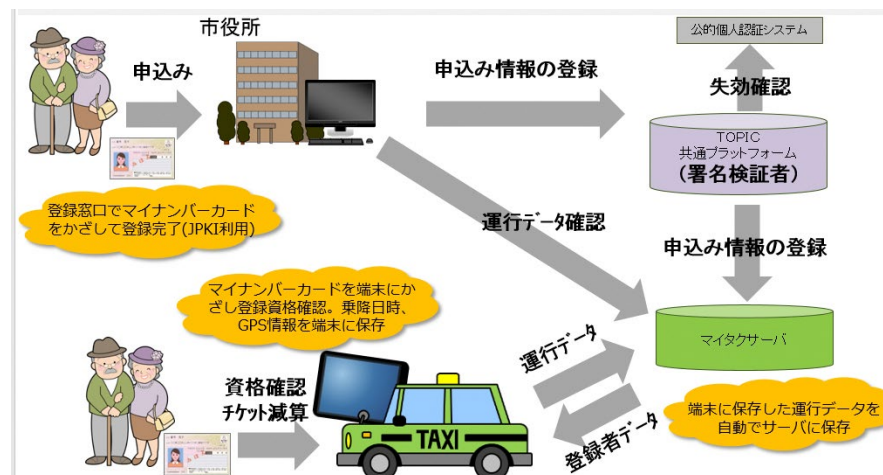 市役所
公的個人認証システム
申込み
申込み情報の登録
失効確認
TOPIC
共通プラットフォーム
(署名検証者)
登録窓口でマイナンバーカード
をかざして登録完了(JPKI利用)
運行データ確認
申込み情報の登録
マイナンバーカードを端末にか
ざし登録資格確認。乗降日時、
GPS情報を端末に保存
マイタクサーバ
運行データ
資格確認
チケット減算
TAXI
登録者データ
端末に保存した運行データを
自動でサーバに保存